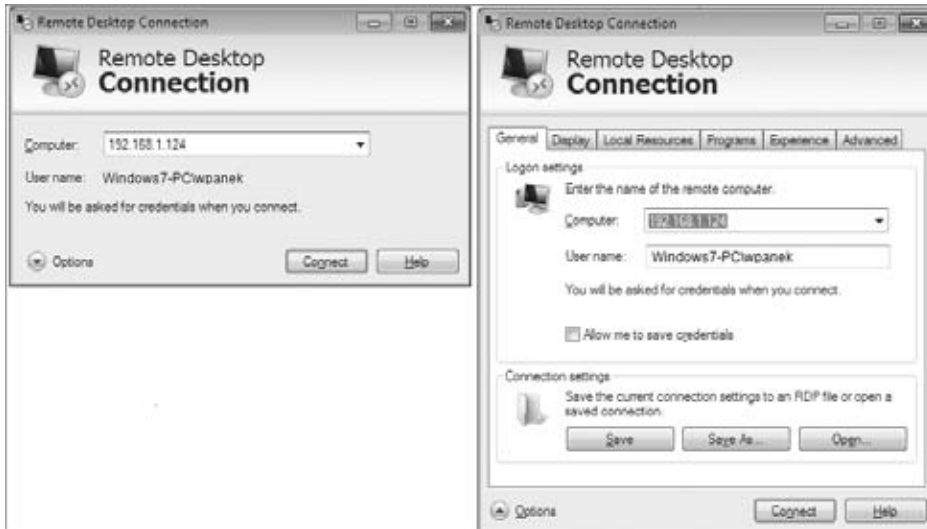 Remote Desktop Connection
Remote Desktop
Connection
Computer: 192.168.1.124
User name: Windows7-PC\wpanek
You will be asked for credentials when you connect.
Options Connect Help
Remote Desktop Connection
Remote Desktop
Connection
General Display Local Resources Programs Experience Advanced
Logon settings
Enter the name of the remote computer.
Computer: 192.168.1.124
User name: Windows7-PC\wpanek
You will be asked for credentials when you connect.
Allow me to save credentials
Connection settings
Save the current connection settings to an RDP file or open a
saved connection.
Save Save As... Open...
Options Connect Help